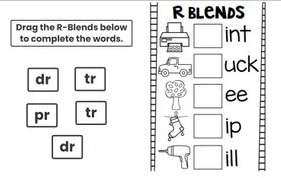 Drag the R-Blends below
to complete the words.
dr tr
pr tr
dr
R BLENDS
int
uck
ee
ip
ill